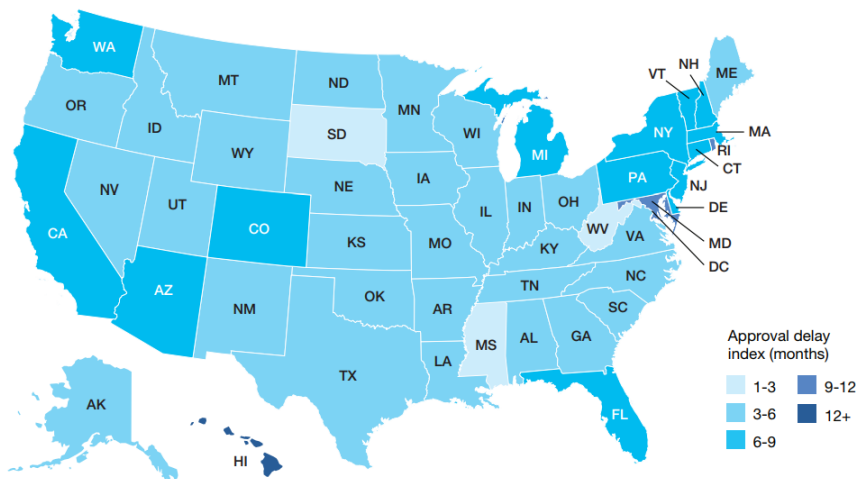 WA
MT
ND
MN
OR
ID
WY
SD
WI
MI
NY
VT
NH
ME
MA
RI
CT
PA
NJ
DE
MD
DC
NV
UT
CO
NE
IA
IL
IN
OH
WV
VA
CA
AZ
NM
KS
MO
KY
TN
NC
SC
OK
AR
MS
AL
GA
TX
LA
FL
AK
HI
Approval delay
index (months)
1-3
9-12
3-6
12+
6-9